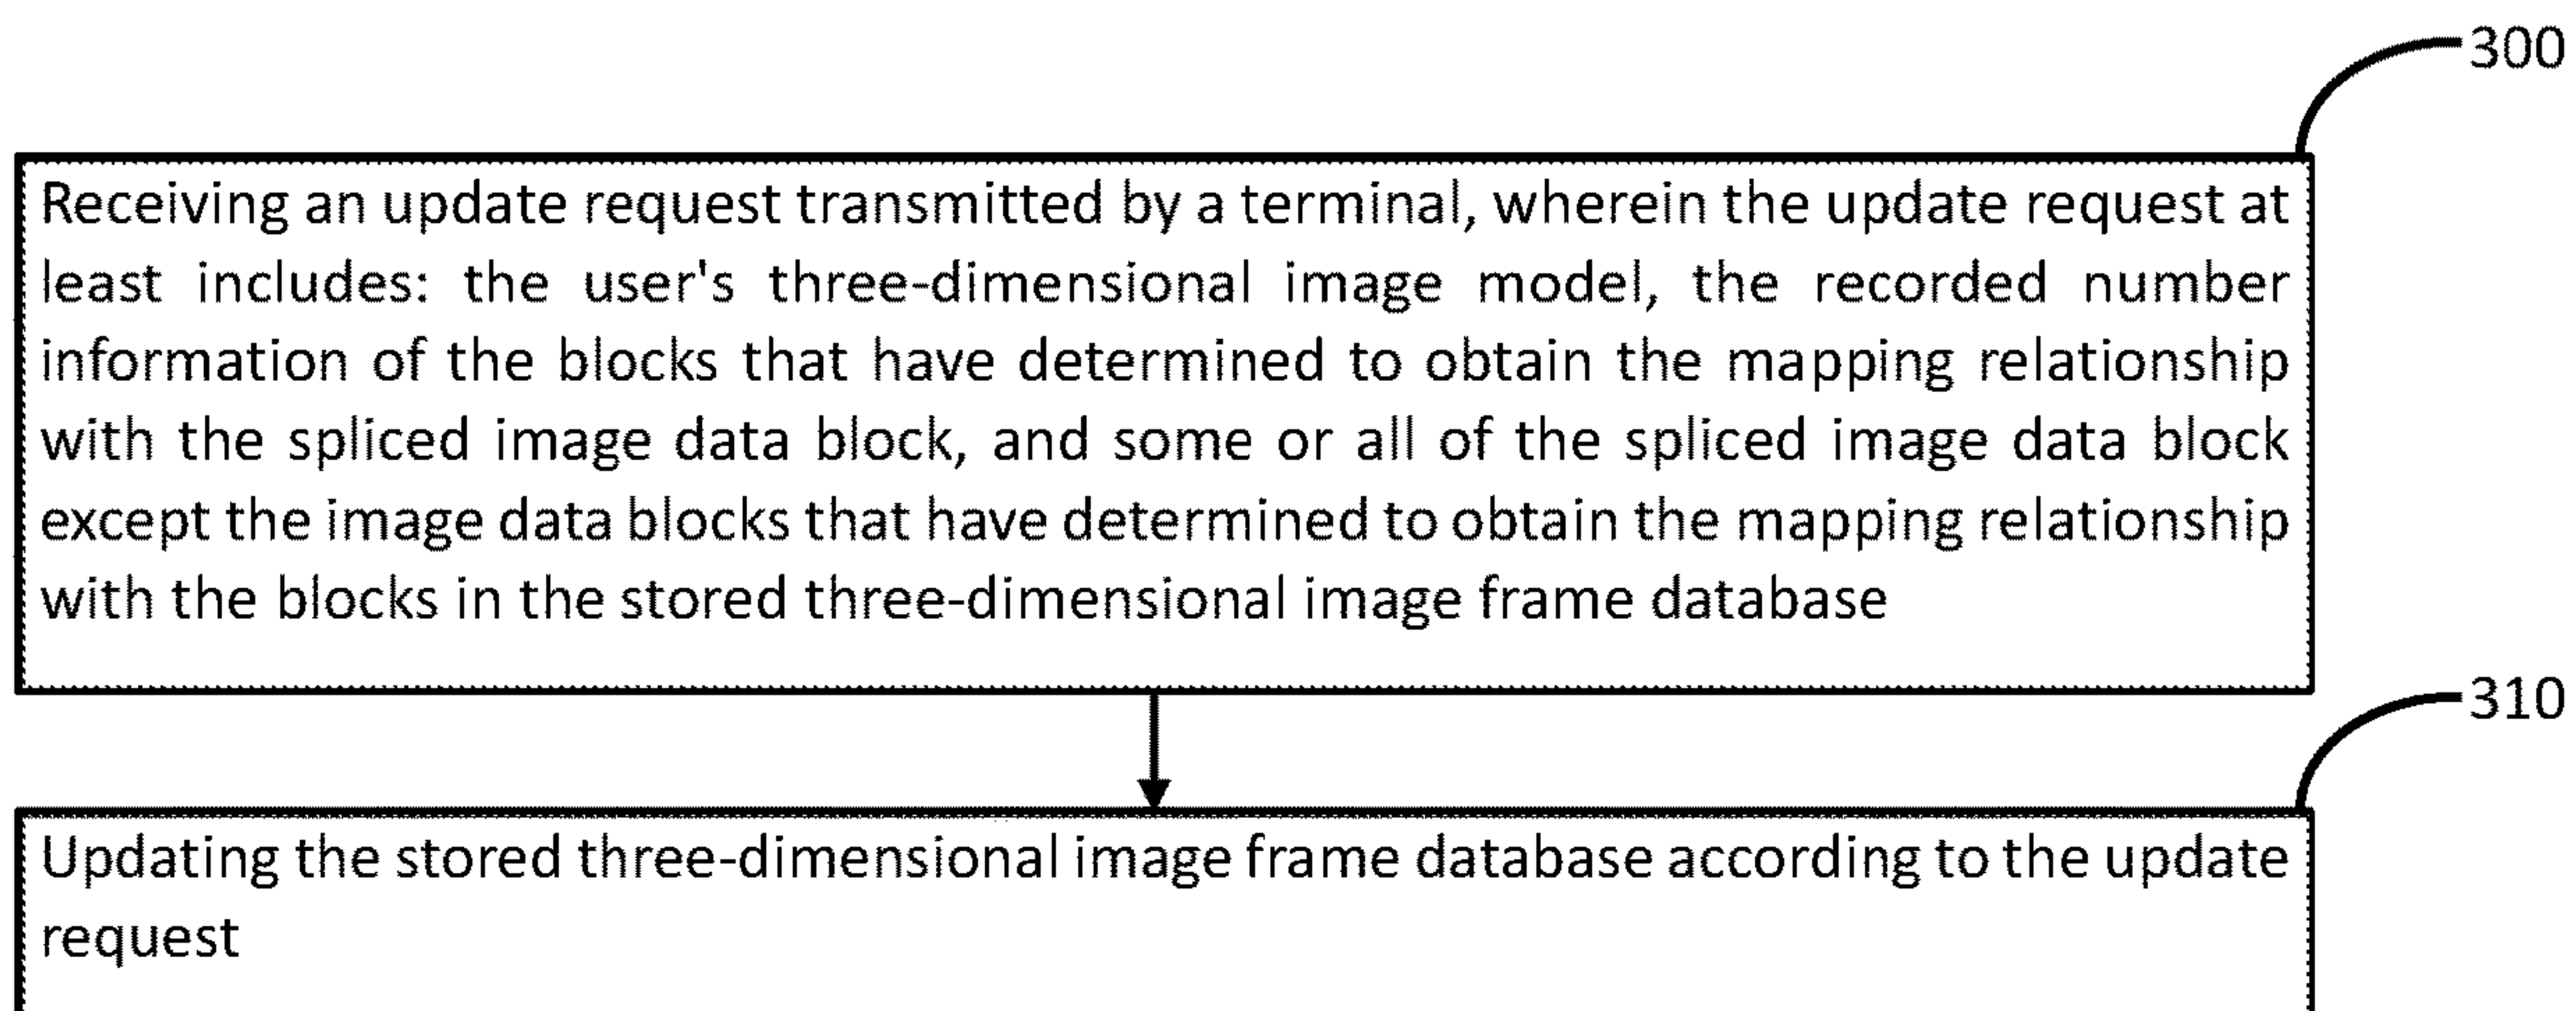 300
Receiving an update request transmitted by a terminal, wherein the update request at
least includes: the user's three-dimensional image model, the recorded number
information of the blocks that have determined to obtain the mapping relationship
with the spliced image data block, and some or all of the spliced image data block
except the image data blocks that have determined to obtain the mapping relationship
with the blocks in the stored three-dimensional image frame database
310
Updating the stored three-dimensional image frame database according to the update
request